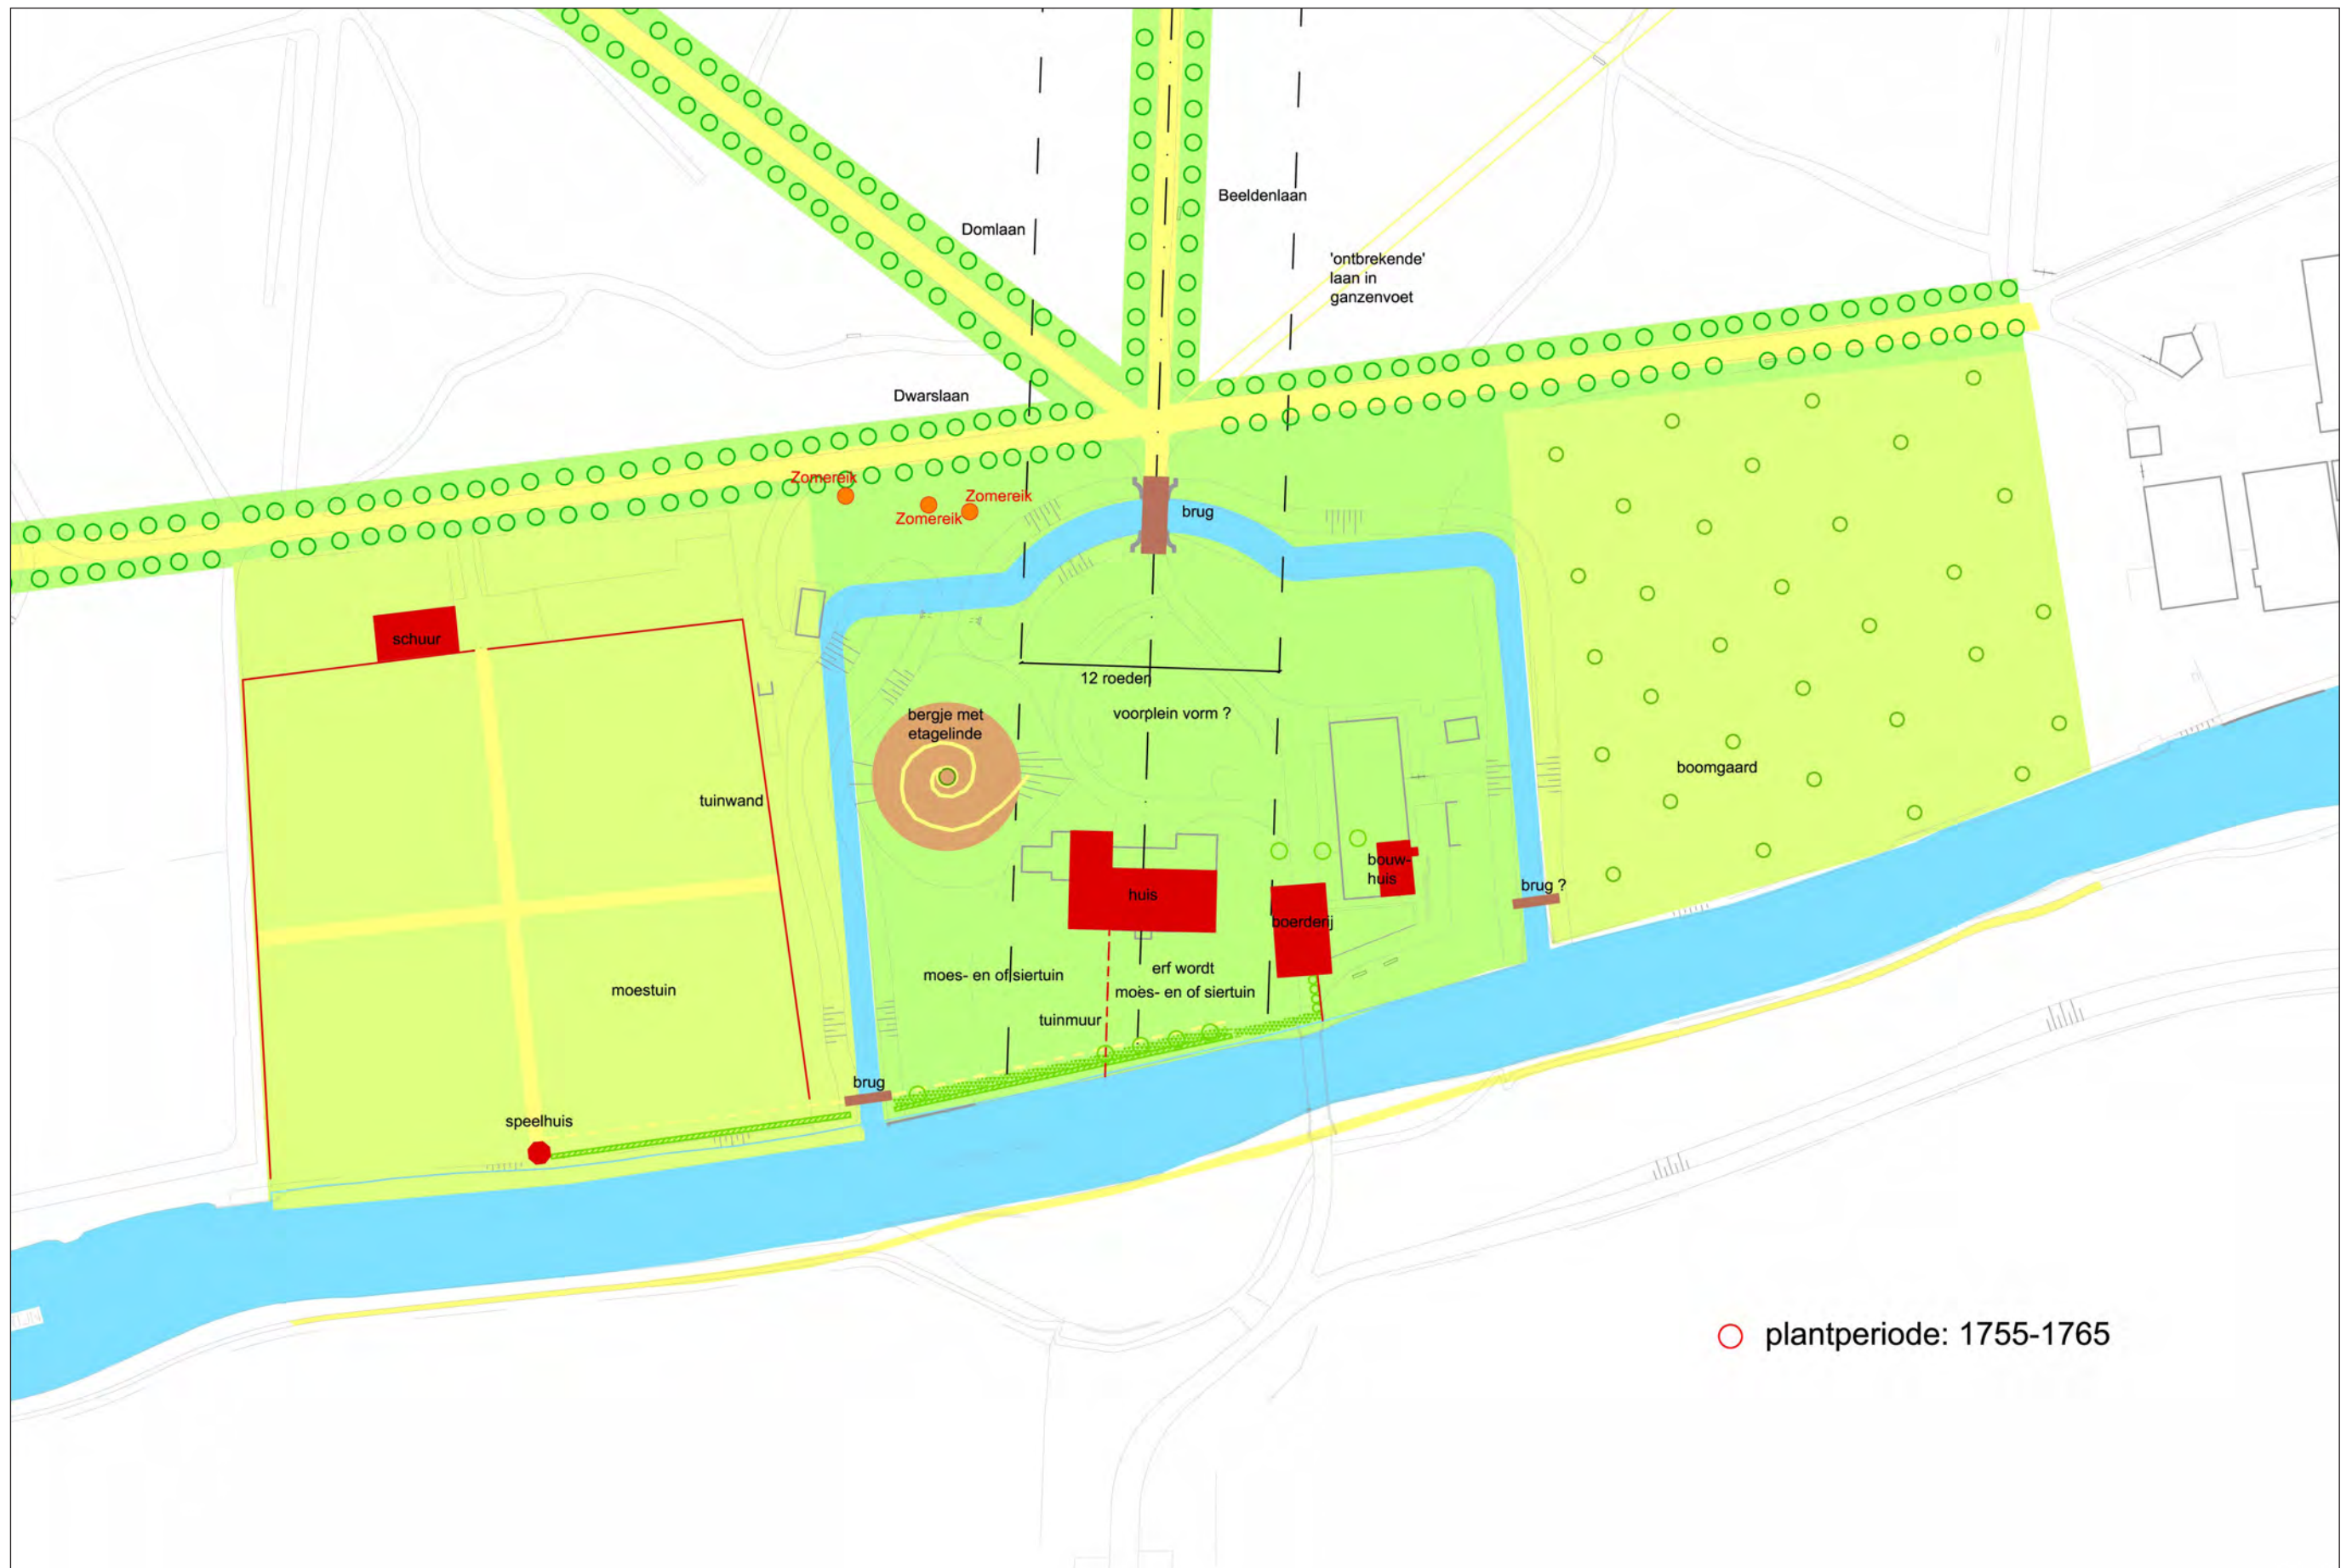 Beeldenlaan
Domlaan
'ontbrekende'
laan in
ganzenvoet
Dwarslaan
Zomereik
Zomereik
Zomereik
brug
schuur
12 roeden
bergje met
etagelinde
voorplein vorm ?
boomgaard
tuinwand
bouw-
huis
brug ?
huis
boerderij
moes- en of siertuin
erf wordt
moes- en of siertuin
moestuin
tuinmuur
brug
speelhuis
plantperiode: 1755-1765